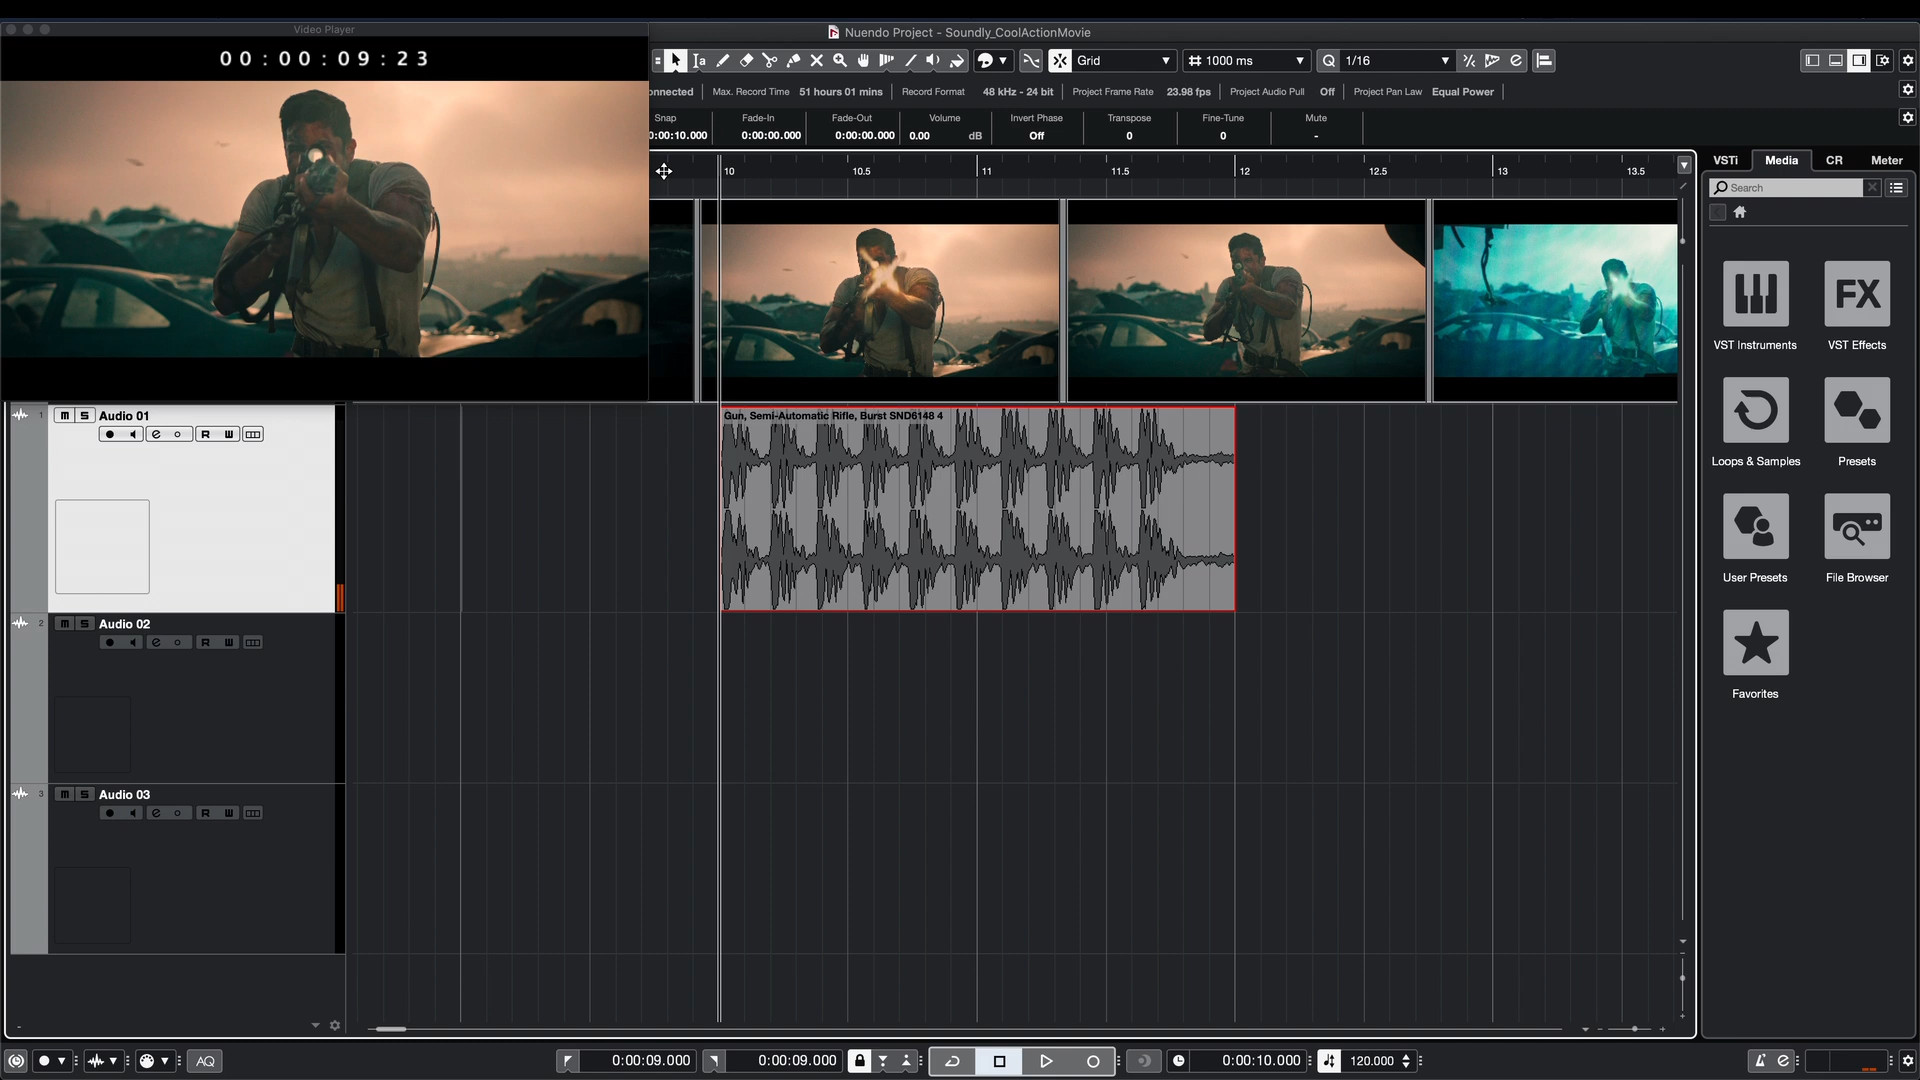 Video Player
Nuendo Project - Soundly_CoolActionMovie
00:00:09:23
Grid
1000 ms
1/16
nnected
Max. Record Time 51 hours 01 mins
Record Format 48 kHz - 24 bit
Project Frame Rate 23.98 fps
Project Audio Pull Off
Project Pan Law Equal Power
Snap Fade-In Fade-Out Volume Invert Phase Transpose Fine-Tune Mute
0:00:10.000 0:00:00.000 0:00:00.000 0.00 dB Off 0 0 -
10 10.5 11 11.5 12 12.5 13 13.5
VSTi Media CR Meter
Search
VST Instruments
VST Effects
Loops & Samples
Presets
User Presets
File Browser
Favorites
1 m S Audio 01
e R W
Gun, Semi-Automatic Rifle, Burst SND6148 4
2 m S Audio 02
e R W
3 m S Audio 03
e R W
AQ
0:00:09.000
0:00:09.000
0:00:10.000
120.000